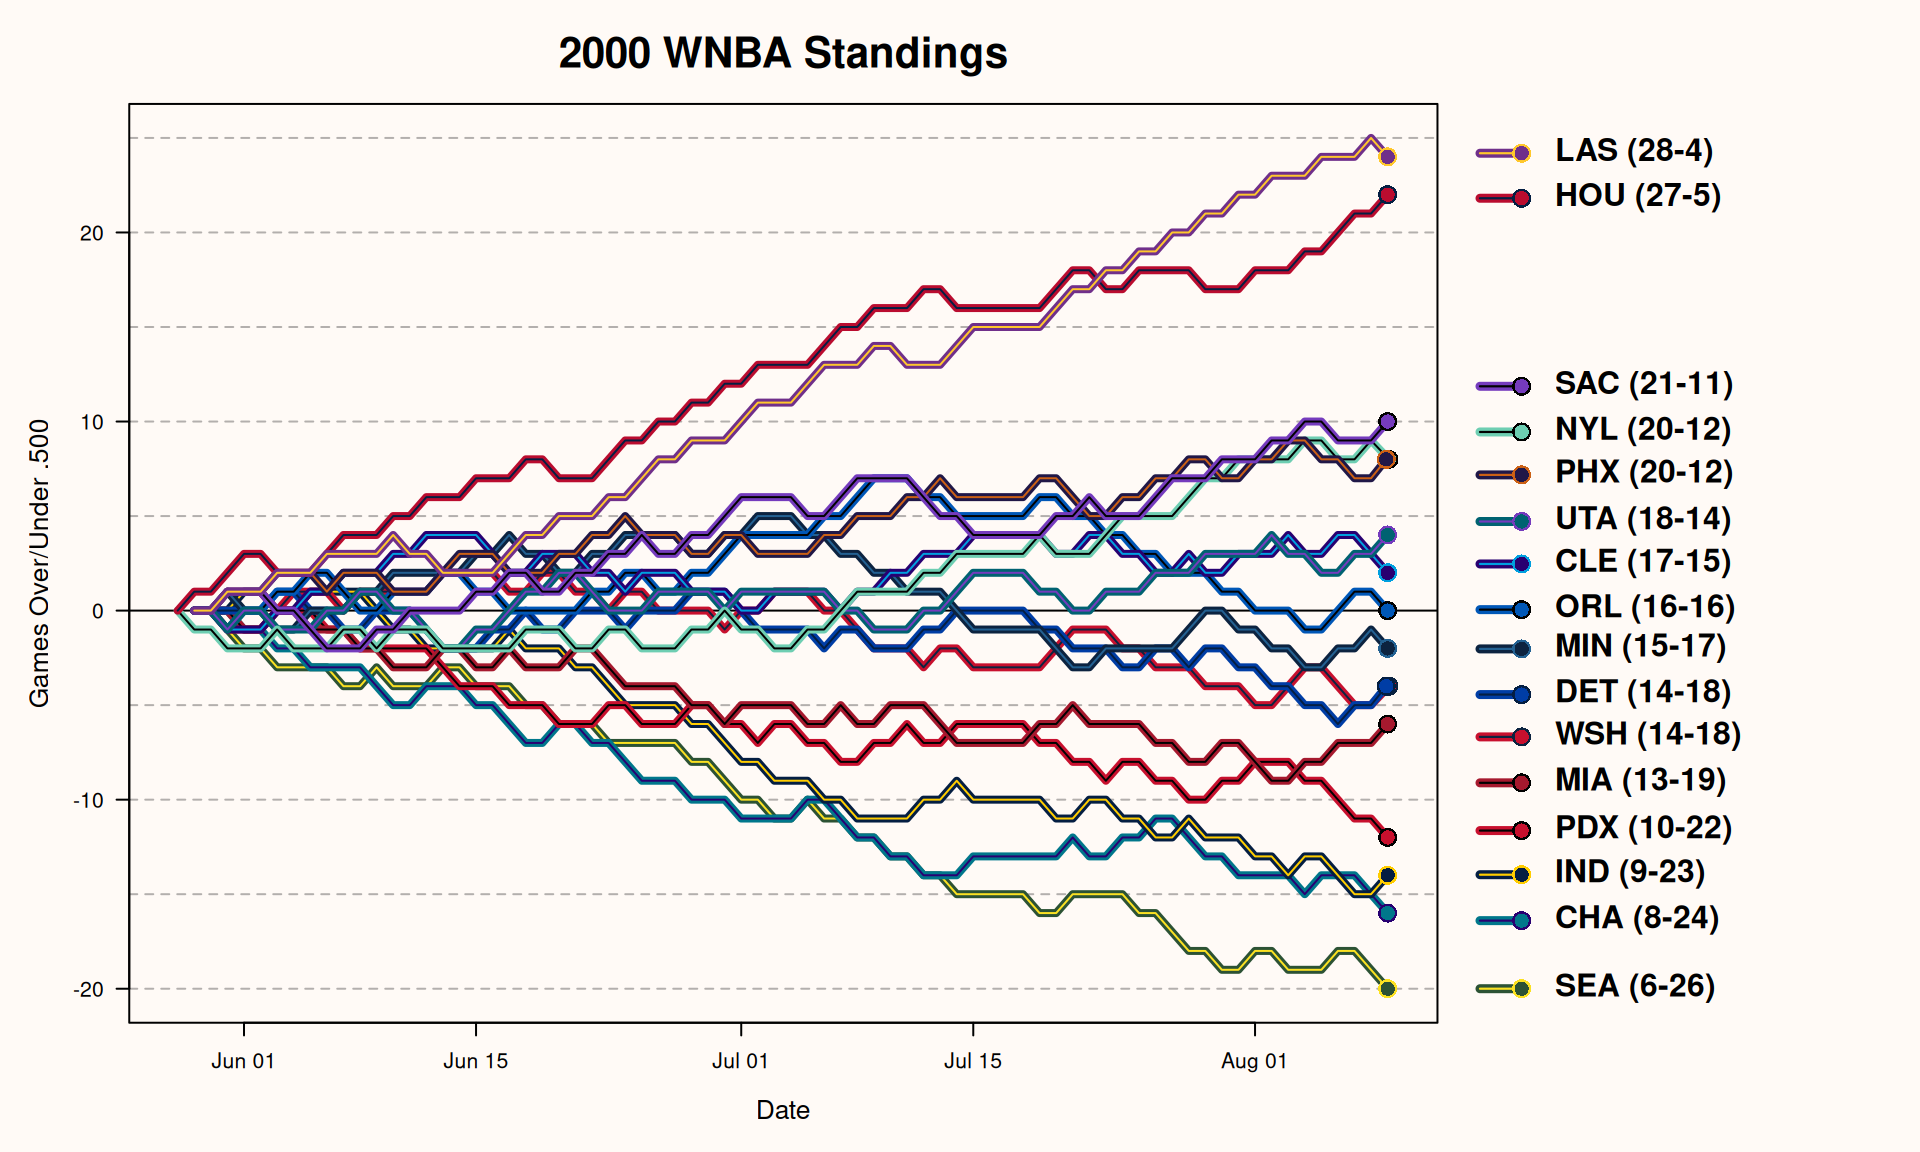 2000 WNBA Standings
LAS (28-4)
HOU (27-5)
SAC (21-11)
NYL (20-12)
PHX (20-12)
UTA (18-14)
CLE (17-15)
ORL (16-16)
MIN (15-17)
DET (14-18)
WSH (14-18)
MIA (13-19)
PDX (10-22)
IND (9-23)
CHA (8-24)
SEA (6-26)
Games Over/Under .500
20
10
0
-10
-20
Jun 01
Jun 15
Jul 01
Jul 15
Aug 01
Date